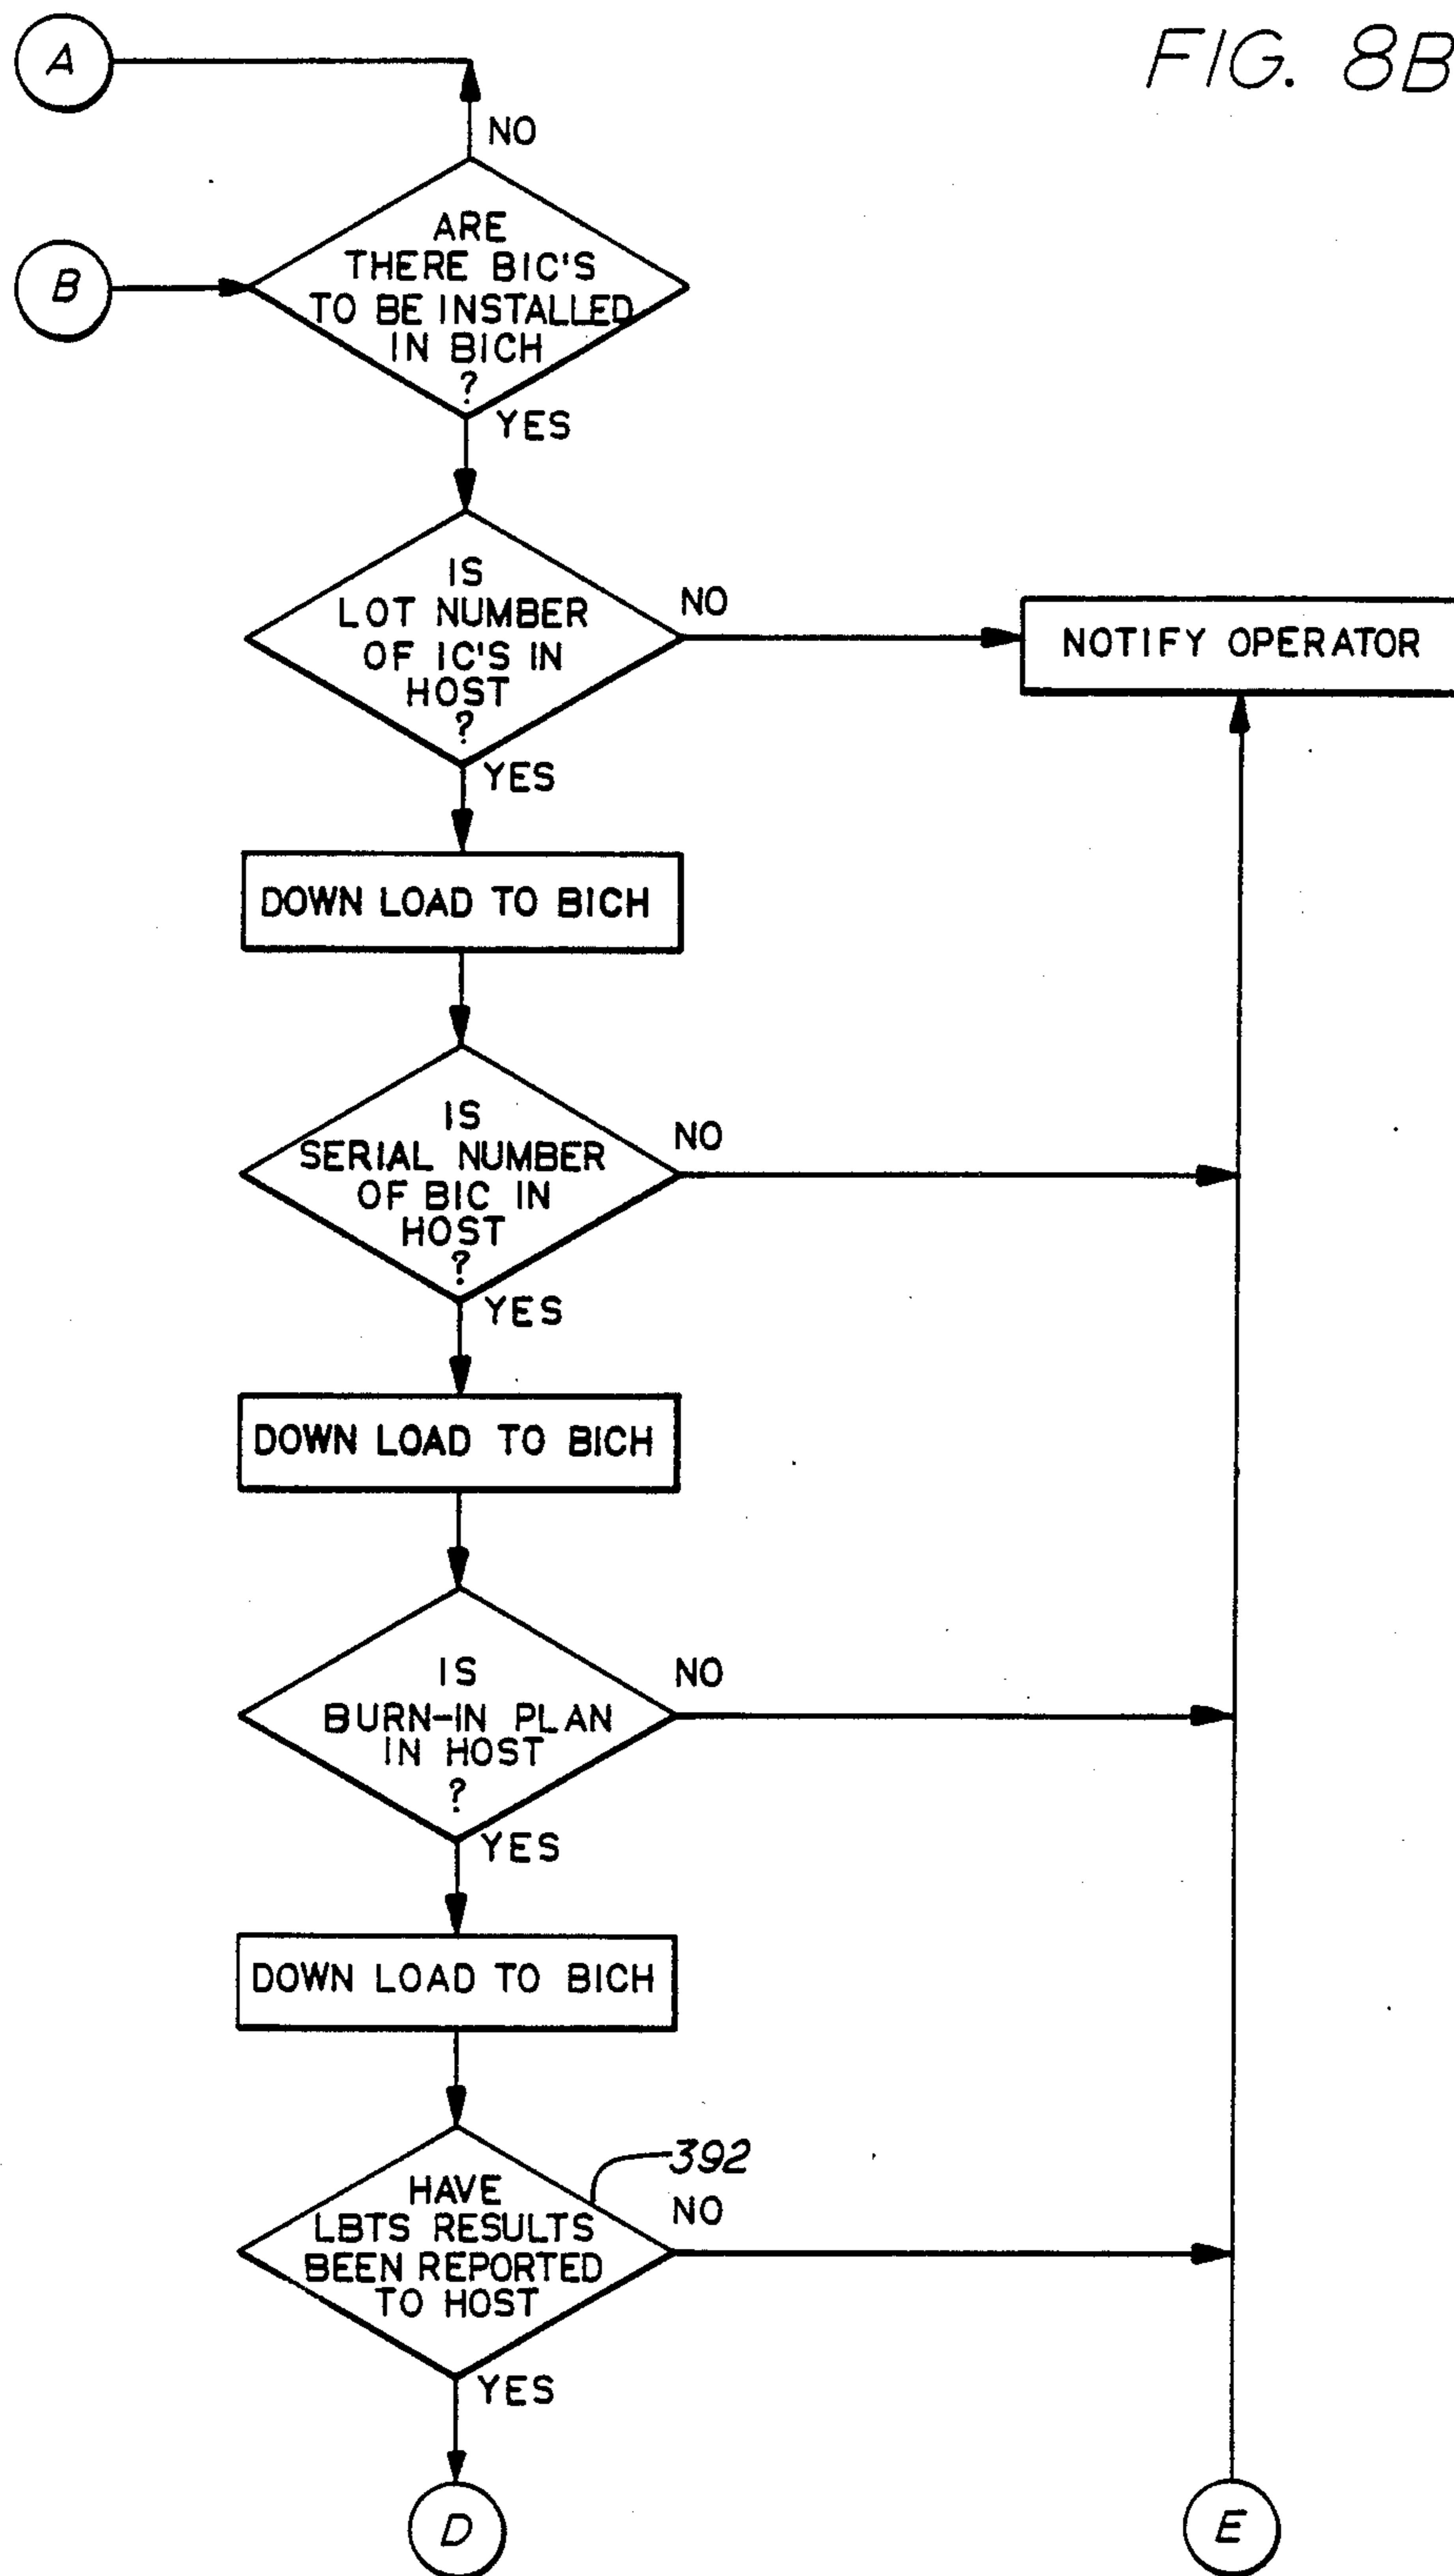 FIG. 8B
A
NO
ARE
THERE BIC'S
TO BE INSTALLED
IN BICH
?
B
YES
IS
LOT NUMBER
OF IC'S IN
HOST
?
NO
NOTIFY OPERATOR
YES
DOWN LOAD TO BICH
IS
SERIAL NUMBER
OF BIC IN
HOST
?
NO
YES
DOWN LOAD TO BICH
IS
BURN-IN PLAN
IN HOST
?
NO
YES
DOWN LOAD TO BICH
392
HAVE
LBTS RESULTS
BEEN REPORTED
TO HOST
NO
YES
D
E